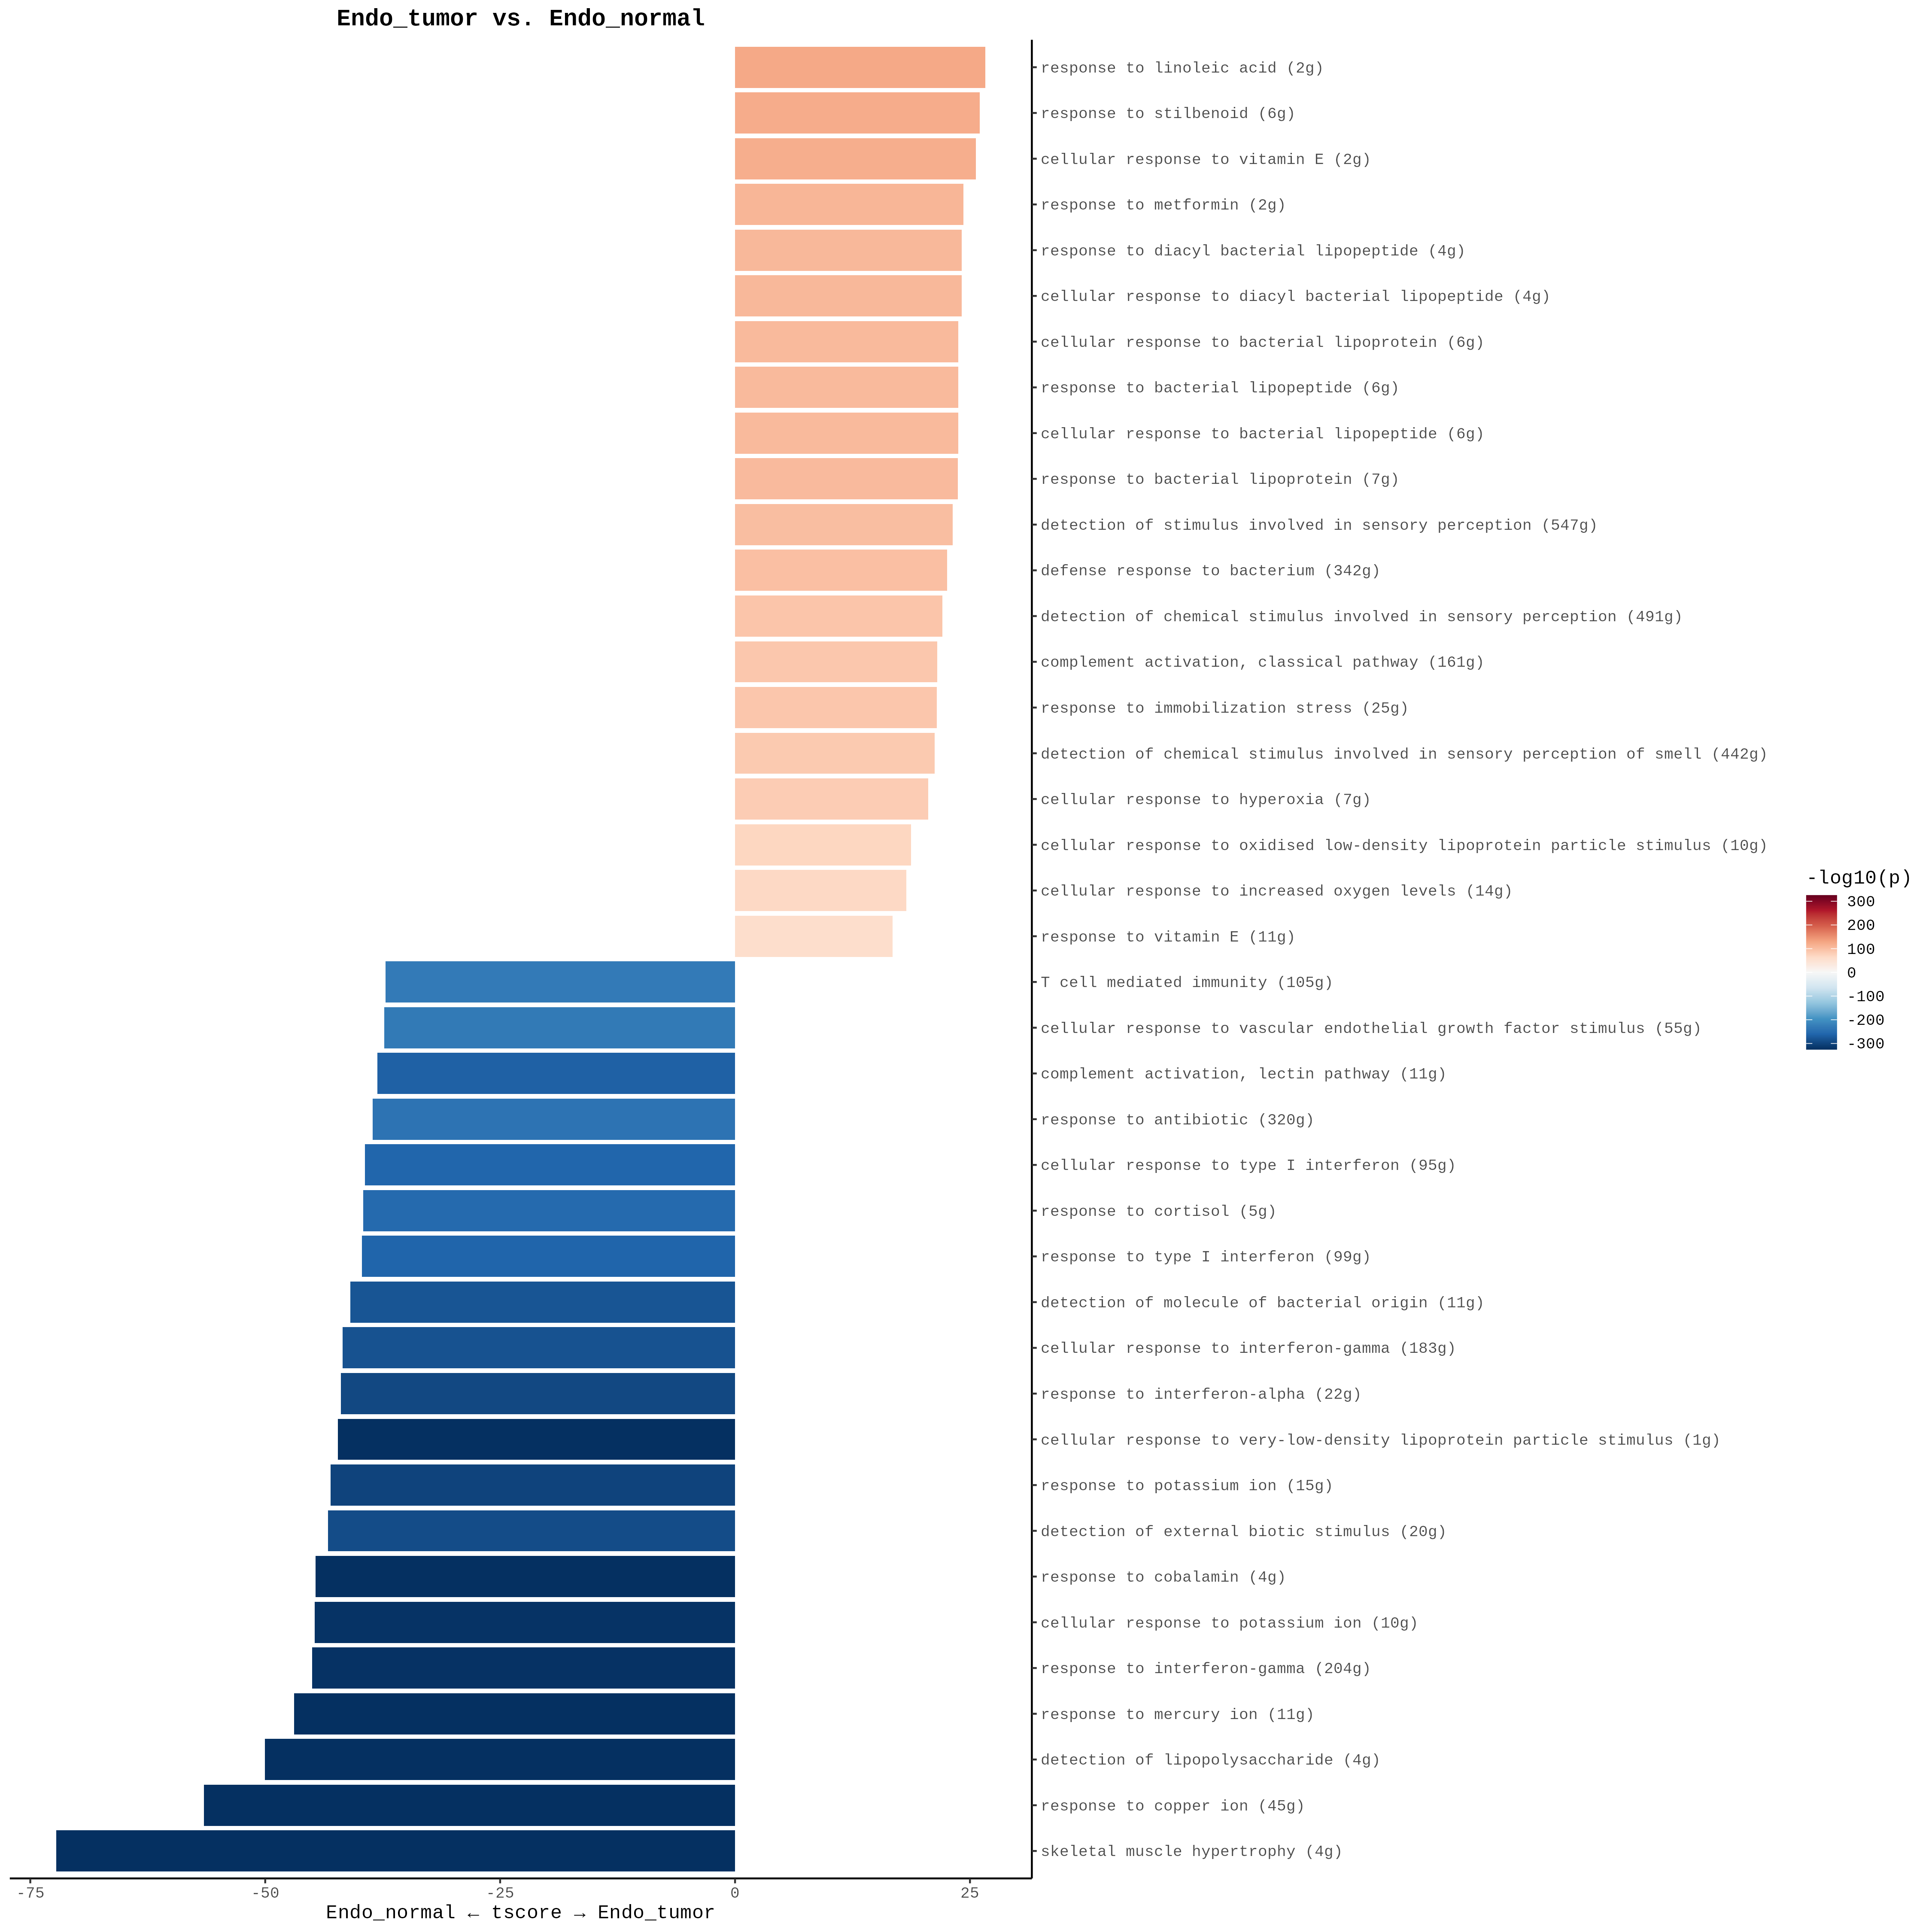 Endo_tumor vs. Endo_normal
response to linoleic acid (2g)
response to stilbenoid (6g)
cellular response to vitamin E (2g)
response to metformin (2g)
response to diacyl bacterial lipopeptide (4g)
cellular response to diacyl bacterial lipopeptide (4g)
cellular response to bacterial lipoprotein (6g)
response to bacterial lipopeptide (6g)
cellular response to bacterial lipopeptide (6g)
response to bacterial lipoprotein (7g)
detection of stimulus involved in sensory perception (547g)
defense response to bacterium (342g)
detection of chemical stimulus involved in sensory perception (491g)
complement activation, classical pathway (161g)
response to immobilization stress (25g)
detection of chemical stimulus involved in sensory perception of smell (442g)
cellular response to hyperoxia (7g)
cellular response to oxidised low-density lipoprotein particle stimulus (10g)
cellular response to increased oxygen levels (14g)
response to vitamin E (11g)
T cell mediated immunity (105g)
cellular response to vascular endothelial growth factor stimulus (55g)
complement activation, lectin pathway (11g)
response to antibiotic (320g)
cellular response to type I interferon (95g)
response to cortisol (5g)
response to type I interferon (99g)
detection of molecule of bacterial origin (11g)
cellular response to interferon-gamma (183g)
response to interferon-alpha (22g)
cellular response to very-low-density lipoprotein particle stimulus (1g)
response to potassium ion (15g)
detection of external biotic stimulus (20g)
response to cobalamin (4g)
cellular response to potassium ion (10g)
response to interferon-gamma (204g)
response to mercury ion (11g)
detection of lipopolysaccharide (4g)
response to copper ion (45g)
skeletal muscle hypertrophy (4g)
-75 -50 -25 0 25
Endo_normal ← tscore → Endo_tumor
-log10(p)
300
200
100
0
-100
-200
-300